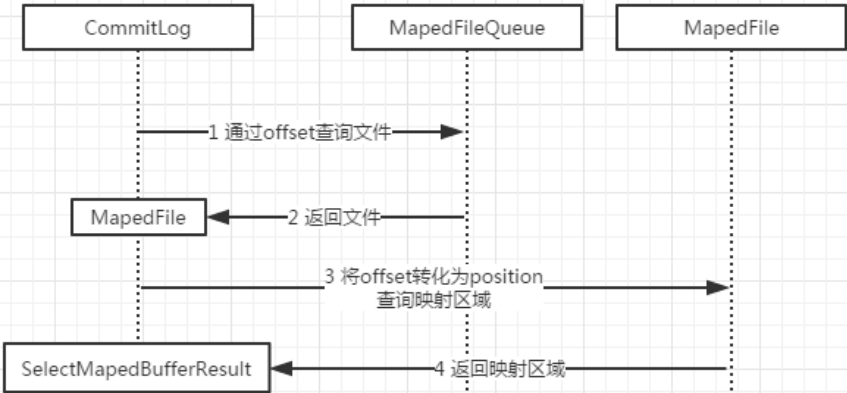 CommitLog
MapedFileQueue
MapedFile
1 通过offset查询文件
MapedFile
2 返回文件
3 将offset转化为position
查询映射区域
SelectMapedBufferResult
4 返回映射区域